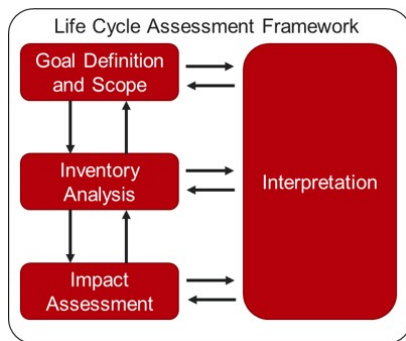 Life Cycle Assessment Framework
Goal Definition
and Scope
Inventory
Analysis
Interpretation
Impact
Assessment